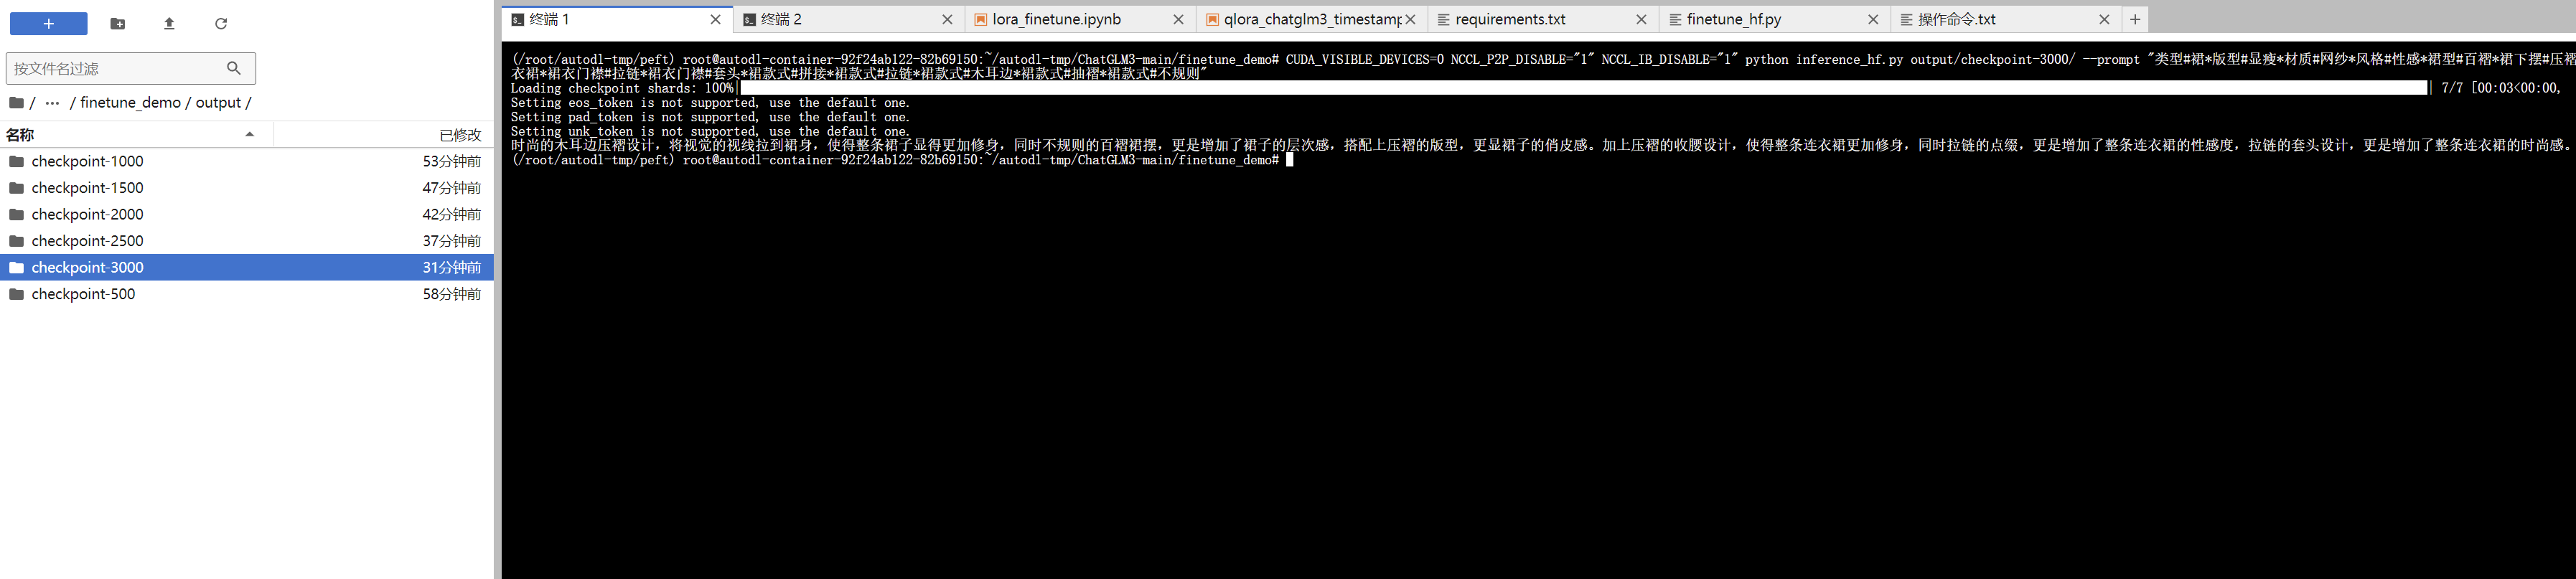 终端 1
终端 2
lora_finetune.ipynb
qlora_chatglm3_timestamp
requirements.txt
finetune_hf.py
操作命令.txt
按文件名过滤
/ ··· / finetune_demo / output /
名称 已修改
checkpoint-1000 53分钟前
checkpoint-1500 47分钟前
checkpoint-2000 42分钟前
checkpoint-2500 37分钟前
checkpoint-3000 31分钟前
checkpoint-500 58分钟前
(/root/autodl-tmp/peft) root@autodl-container-92f24ab122-82b69150:~/autodl-tmp/ChatGLM3-main/finetune_demo# CUDA_VISIBLE_DEVICES=0 NCCL_P2P_DISABLE="1" NCCL_IB_DISABLE="1" python inference_hf.py output/checkpoint-3000/ --prompt "类型#裙*版型#显瘦*材质#网纱*风格#性感*裙型#百褶*裙下摆#压褶
衣裙*裙衣门襟#拉链*裙衣门襟#套头*裙款式#拼接*裙款式#拉链*裙款式#木耳边*裙款式#抽褶*裙款式#不规则"
Loading checkpoint shards: 100%| | 7/7 [00:03<00:00,
Setting eos_token is not supported, use the default one.
Setting pad_token is not supported, use the default one.
Setting unk_token is not supported, use the default one.
时尚的木耳边压褶设计，将视觉的视线拉到裙身，使得整条裙子显得更加修身，同时不规则的百褶裙摆，更是增加了裙子的层次感，搭配上压褶的版型，更显裙子的俏皮感。加上压褶的收腰设计，使得整条连衣裙更加修身，同时拉链的点缀，更是增加了整条连衣裙的性感度，拉链的套头设计，更是增加了整条连衣裙的时尚感。
(/root/autodl-tmp/peft) root@autodl-container-92f24ab122-82b69150:~/autodl-tmp/ChatGLM3-main/finetune_demo#